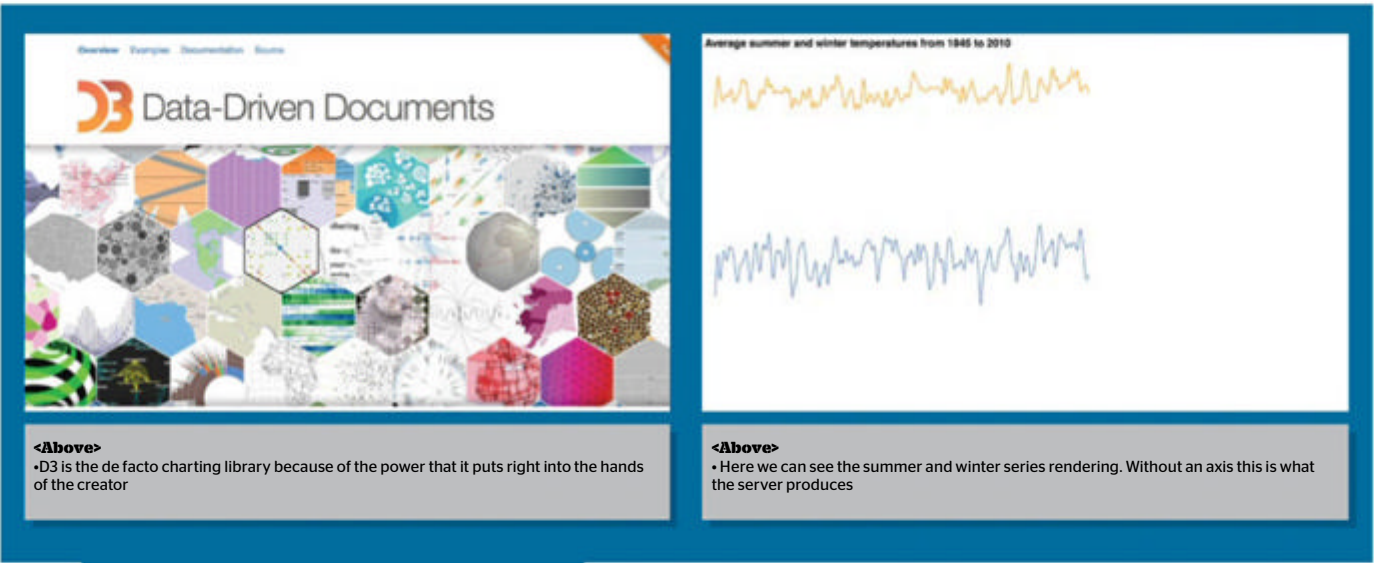 Overview Examples Documentation Source
D3 Data-Driven Documents
Average summer and winter temperatures from 1845 to 2010
<Above>
•D3 is the de facto charting library because of the power that it puts right into the hands
of the creator
<Above>
• Here we can see the summer and winter series rendering. Without an axis this is what
the server produces